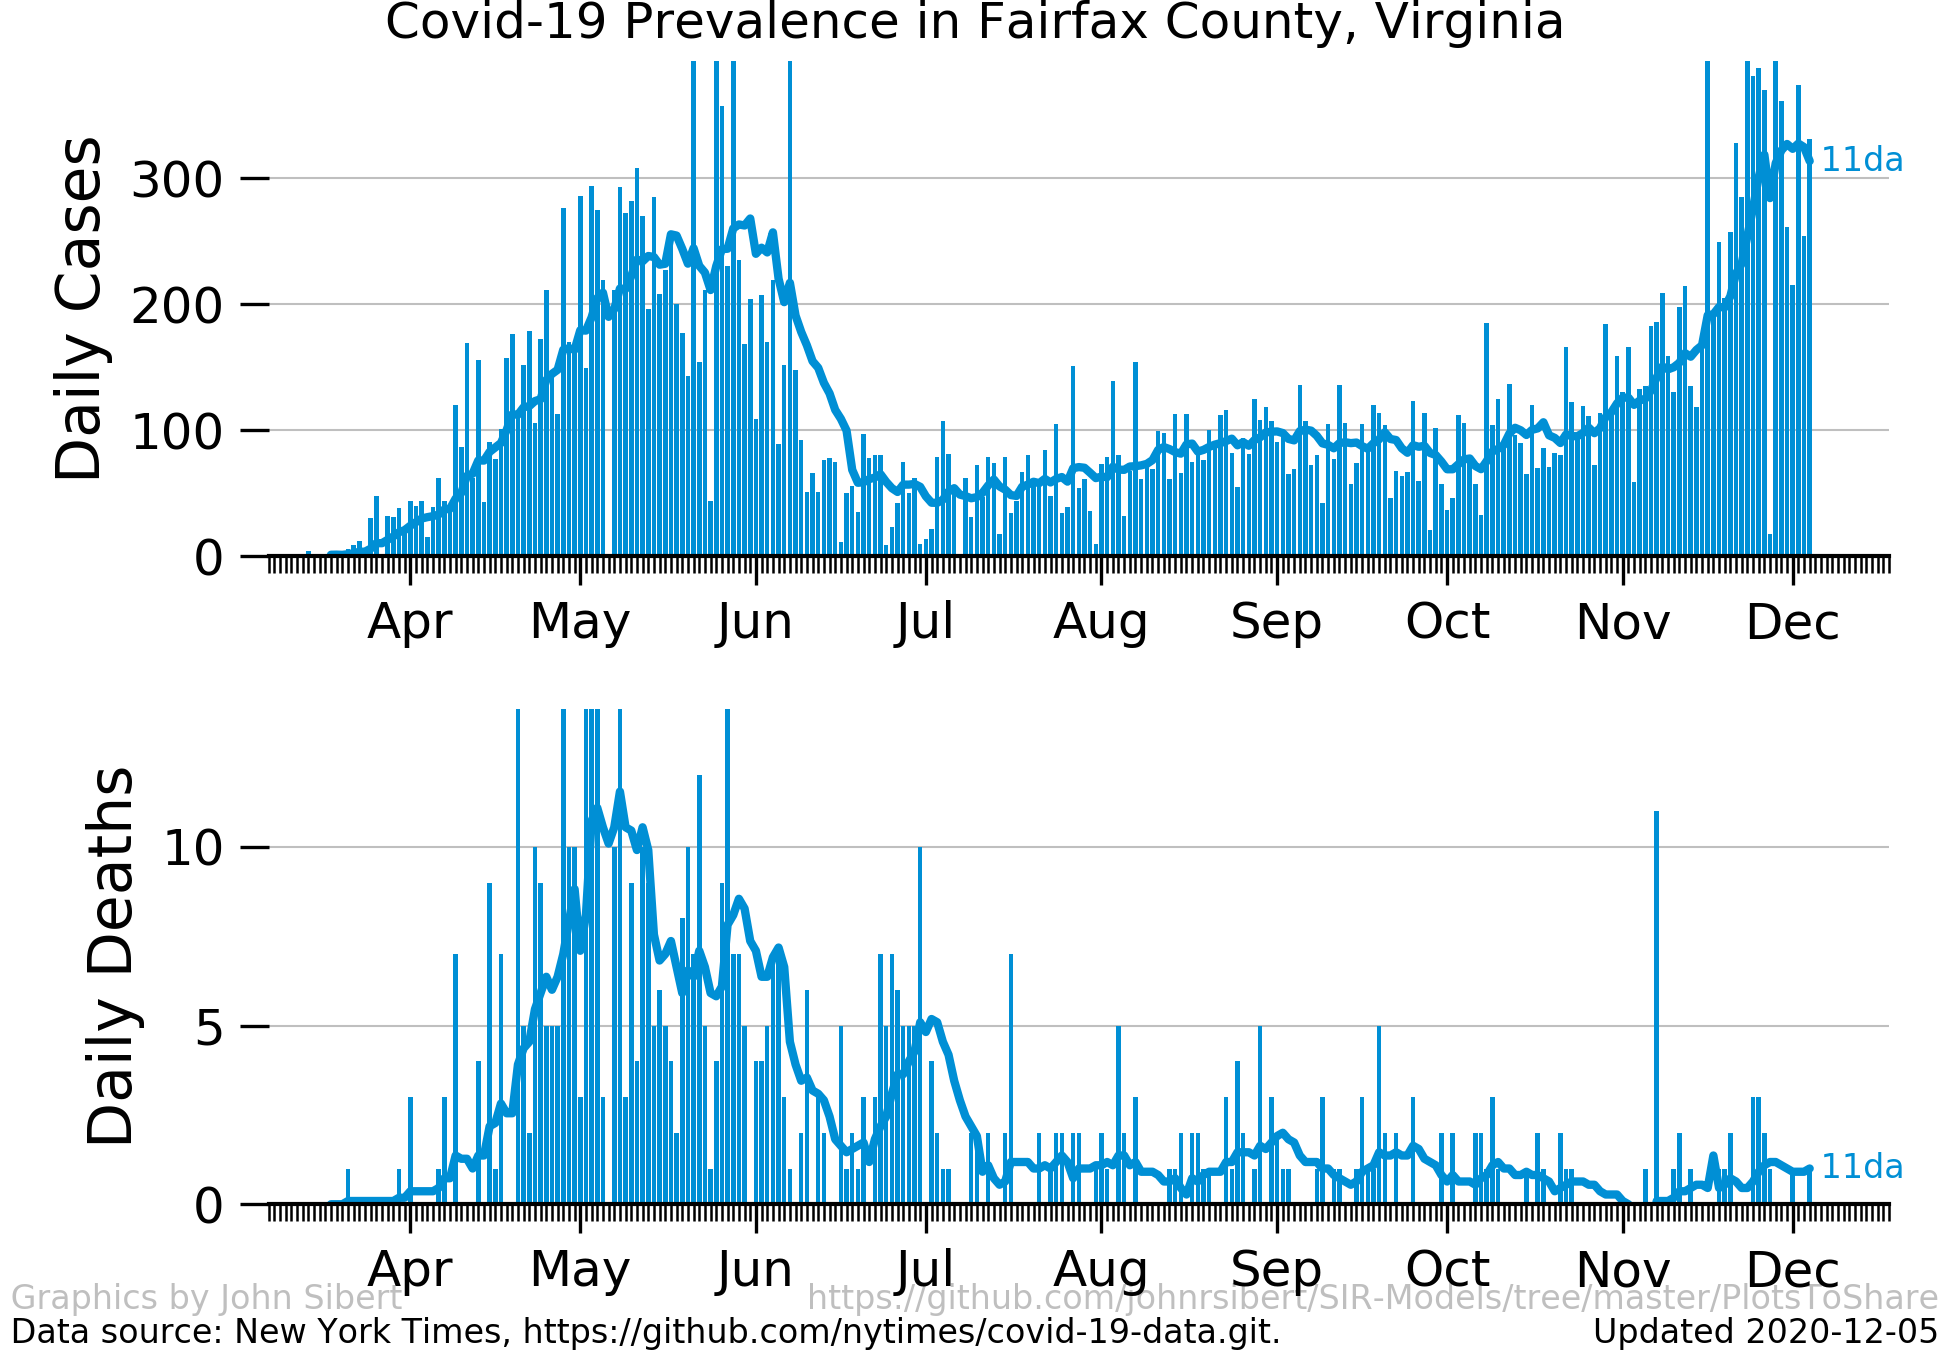 Covid-19 Prevalence in Fairfax County, Virginia
Daily Cases
300
200
100
0
11da
Apr May Jun Jul Aug Sep Oct Nov Dec
Daily Deaths
10
5
0
11da
Apr May Jun Jul Aug Sep Oct Nov Dec
Graphics by John Sibert https://github.com/johnrsibert/SIR-Models/tree/master/PlotsToShare
Data source: New York Times, https://github.com/nytimes/covid-19-data.git. Updated 2020-12-05